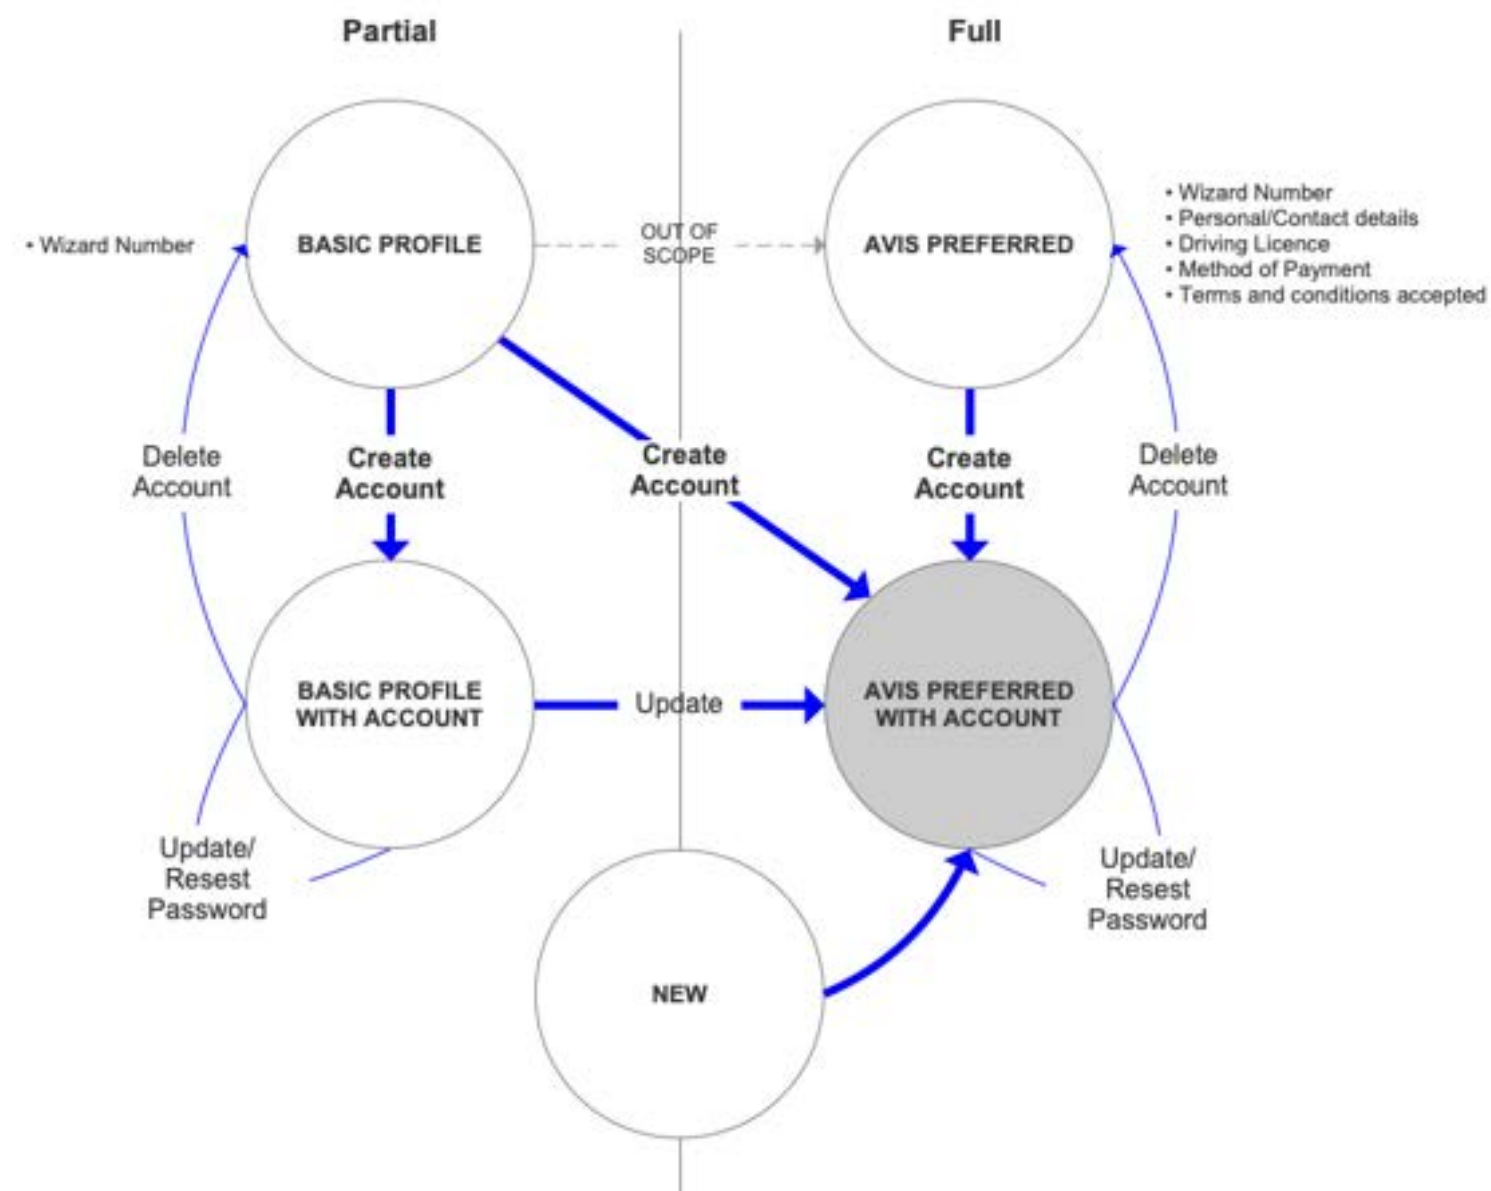 Partial
Full
• Wizard Number
BASIC PROFILE
OUT OF
SCOPE
AVIS PREFERRED
• Wizard Number
• Personal/Contact details
• Driving Licence
• Method of Payment
• Terms and conditions accepted
Delete
Account
Create
Account
Create
Account
Create
Account
Delete
Account
BASIC PROFILE
WITH ACCOUNT
Update
AVIS PREFERRED
WITH ACCOUNT
Update/
Resest
Password
Update/
Resest
Password
NEW